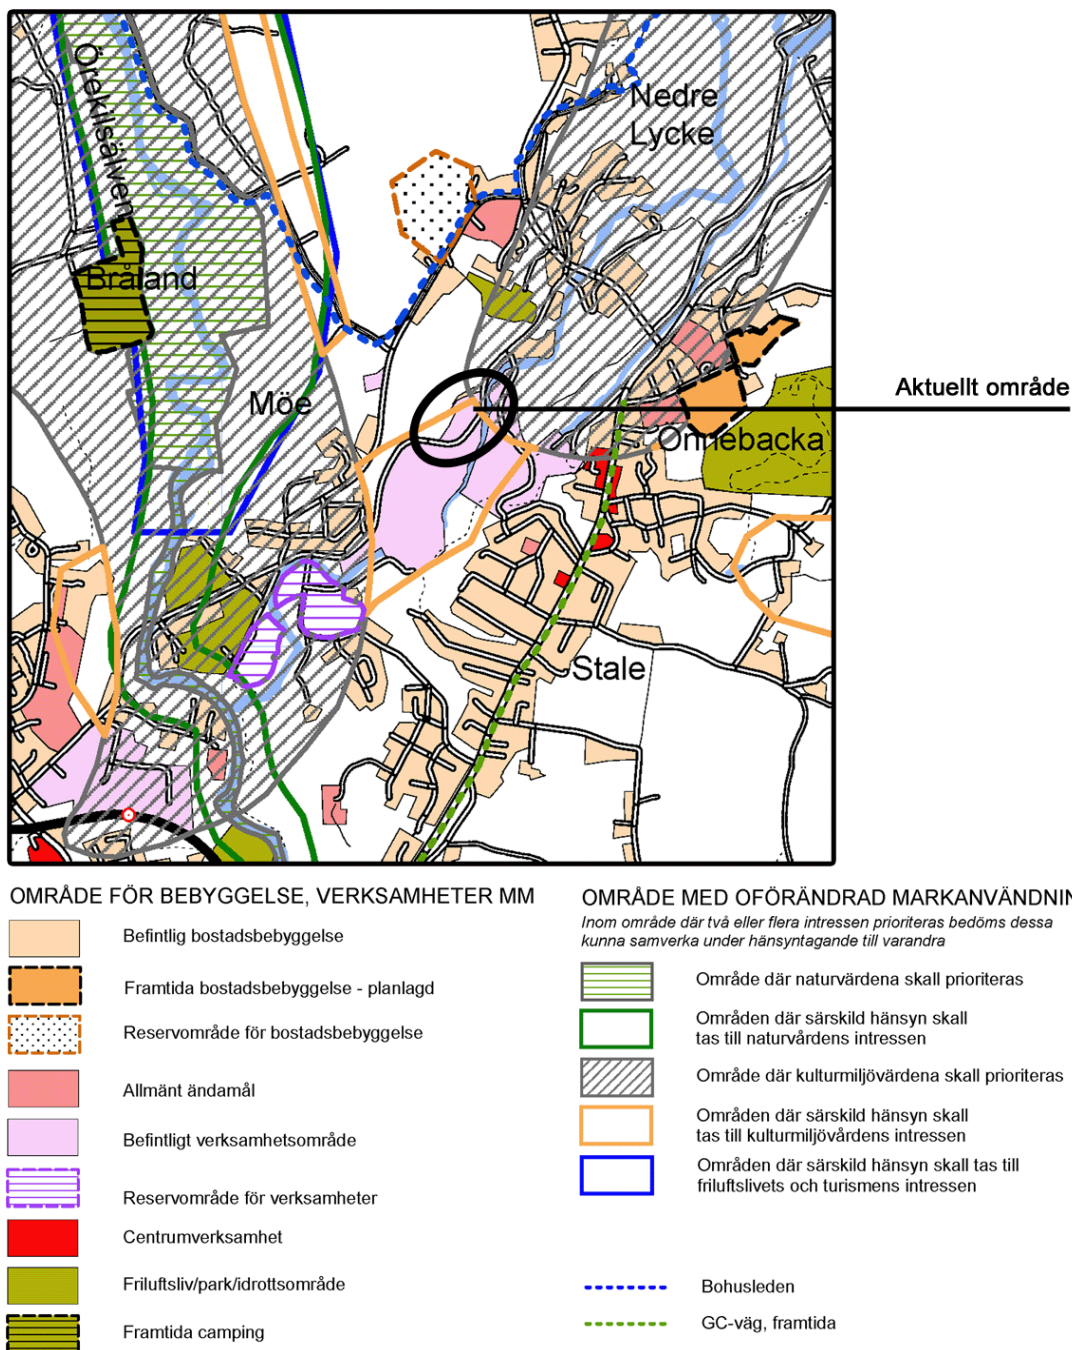 Örekilsälven
Nedre
Lycke
Bråland
Möe
Aktuellt område
Önnebacka
Stale
OMRÅDE FÖR BEBYGGELSE, VERKSAMHETER MM
Befintlig bostadsbebyggelse
Framtida bostadsbebyggelse - planlagd
Reservområde för bostadsbebyggelse
Allmänt ändamål
Befintligt verksamhetsområde
Reservområde för verksamheter
Centrumverksamhet
Friluftsliv/park/idrottsområde
Framtida camping
OMRÅDE MED OFÖRÄNDRAD MARKANVÄNDNIN
Inom område där två eller flera intressen prioriteras bedöms dessa
kunna samverka under hänsyntagande till varandra
Område där naturvärdena skall prioriteras
Områden där särskild hänsyn skall
tas till naturvårdens intressen
Område där kulturmiljövärdena skall prioriteras
Områden där särskild hänsyn skall
tas till kulturmiljövårdens intressen
Områden där särskild hänsyn skall tas till
friluftslivets och turismens intressen
Bohusleden
GC-väg, framtida